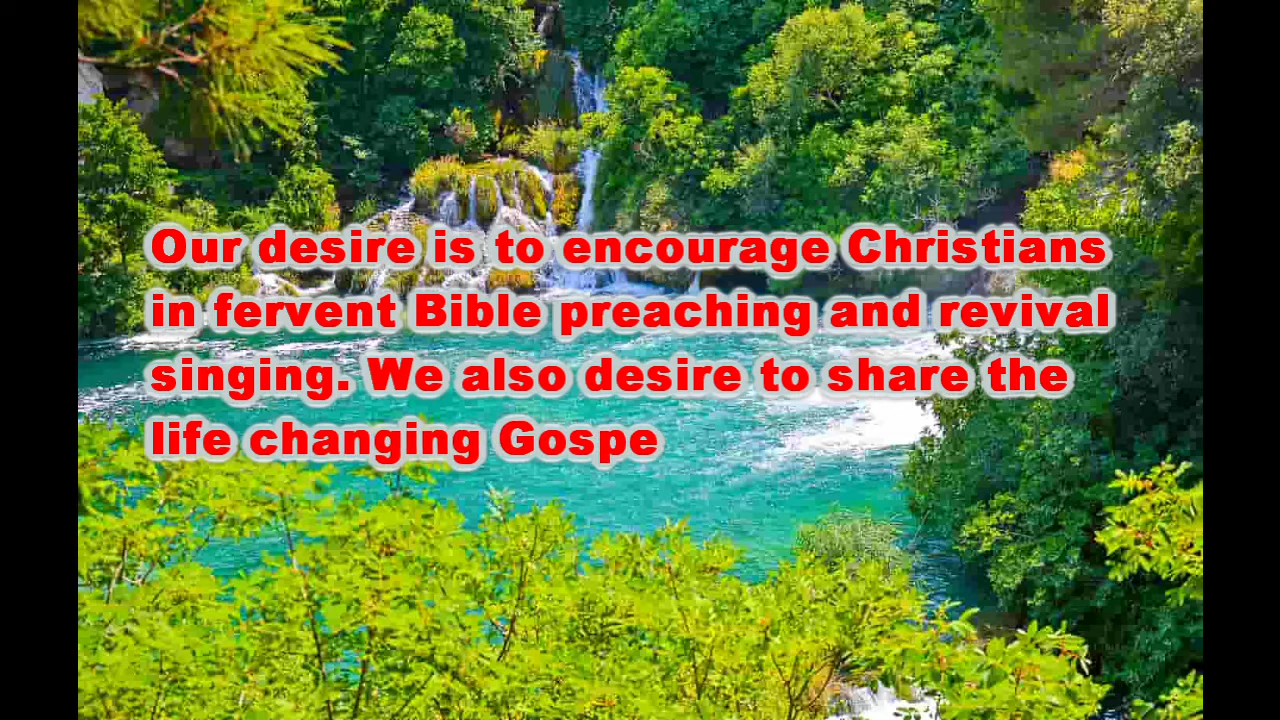 Our desire is to encourage Christians
in fervent Bible preaching and revival
singing. We also desire to share the
life changing Gospe